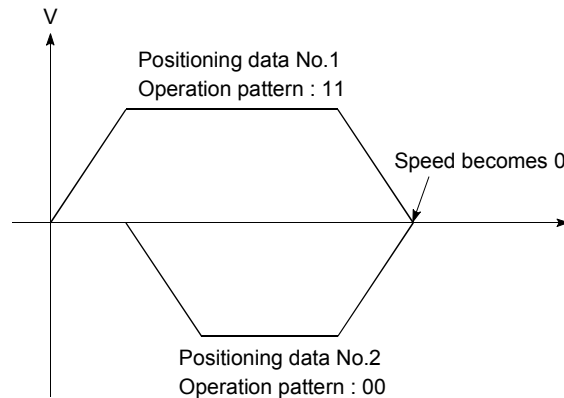 V
Positioning data No.1
Operation pattern : 11
Speed becomes 0
Positioning data No.2
Operation pattern : 00